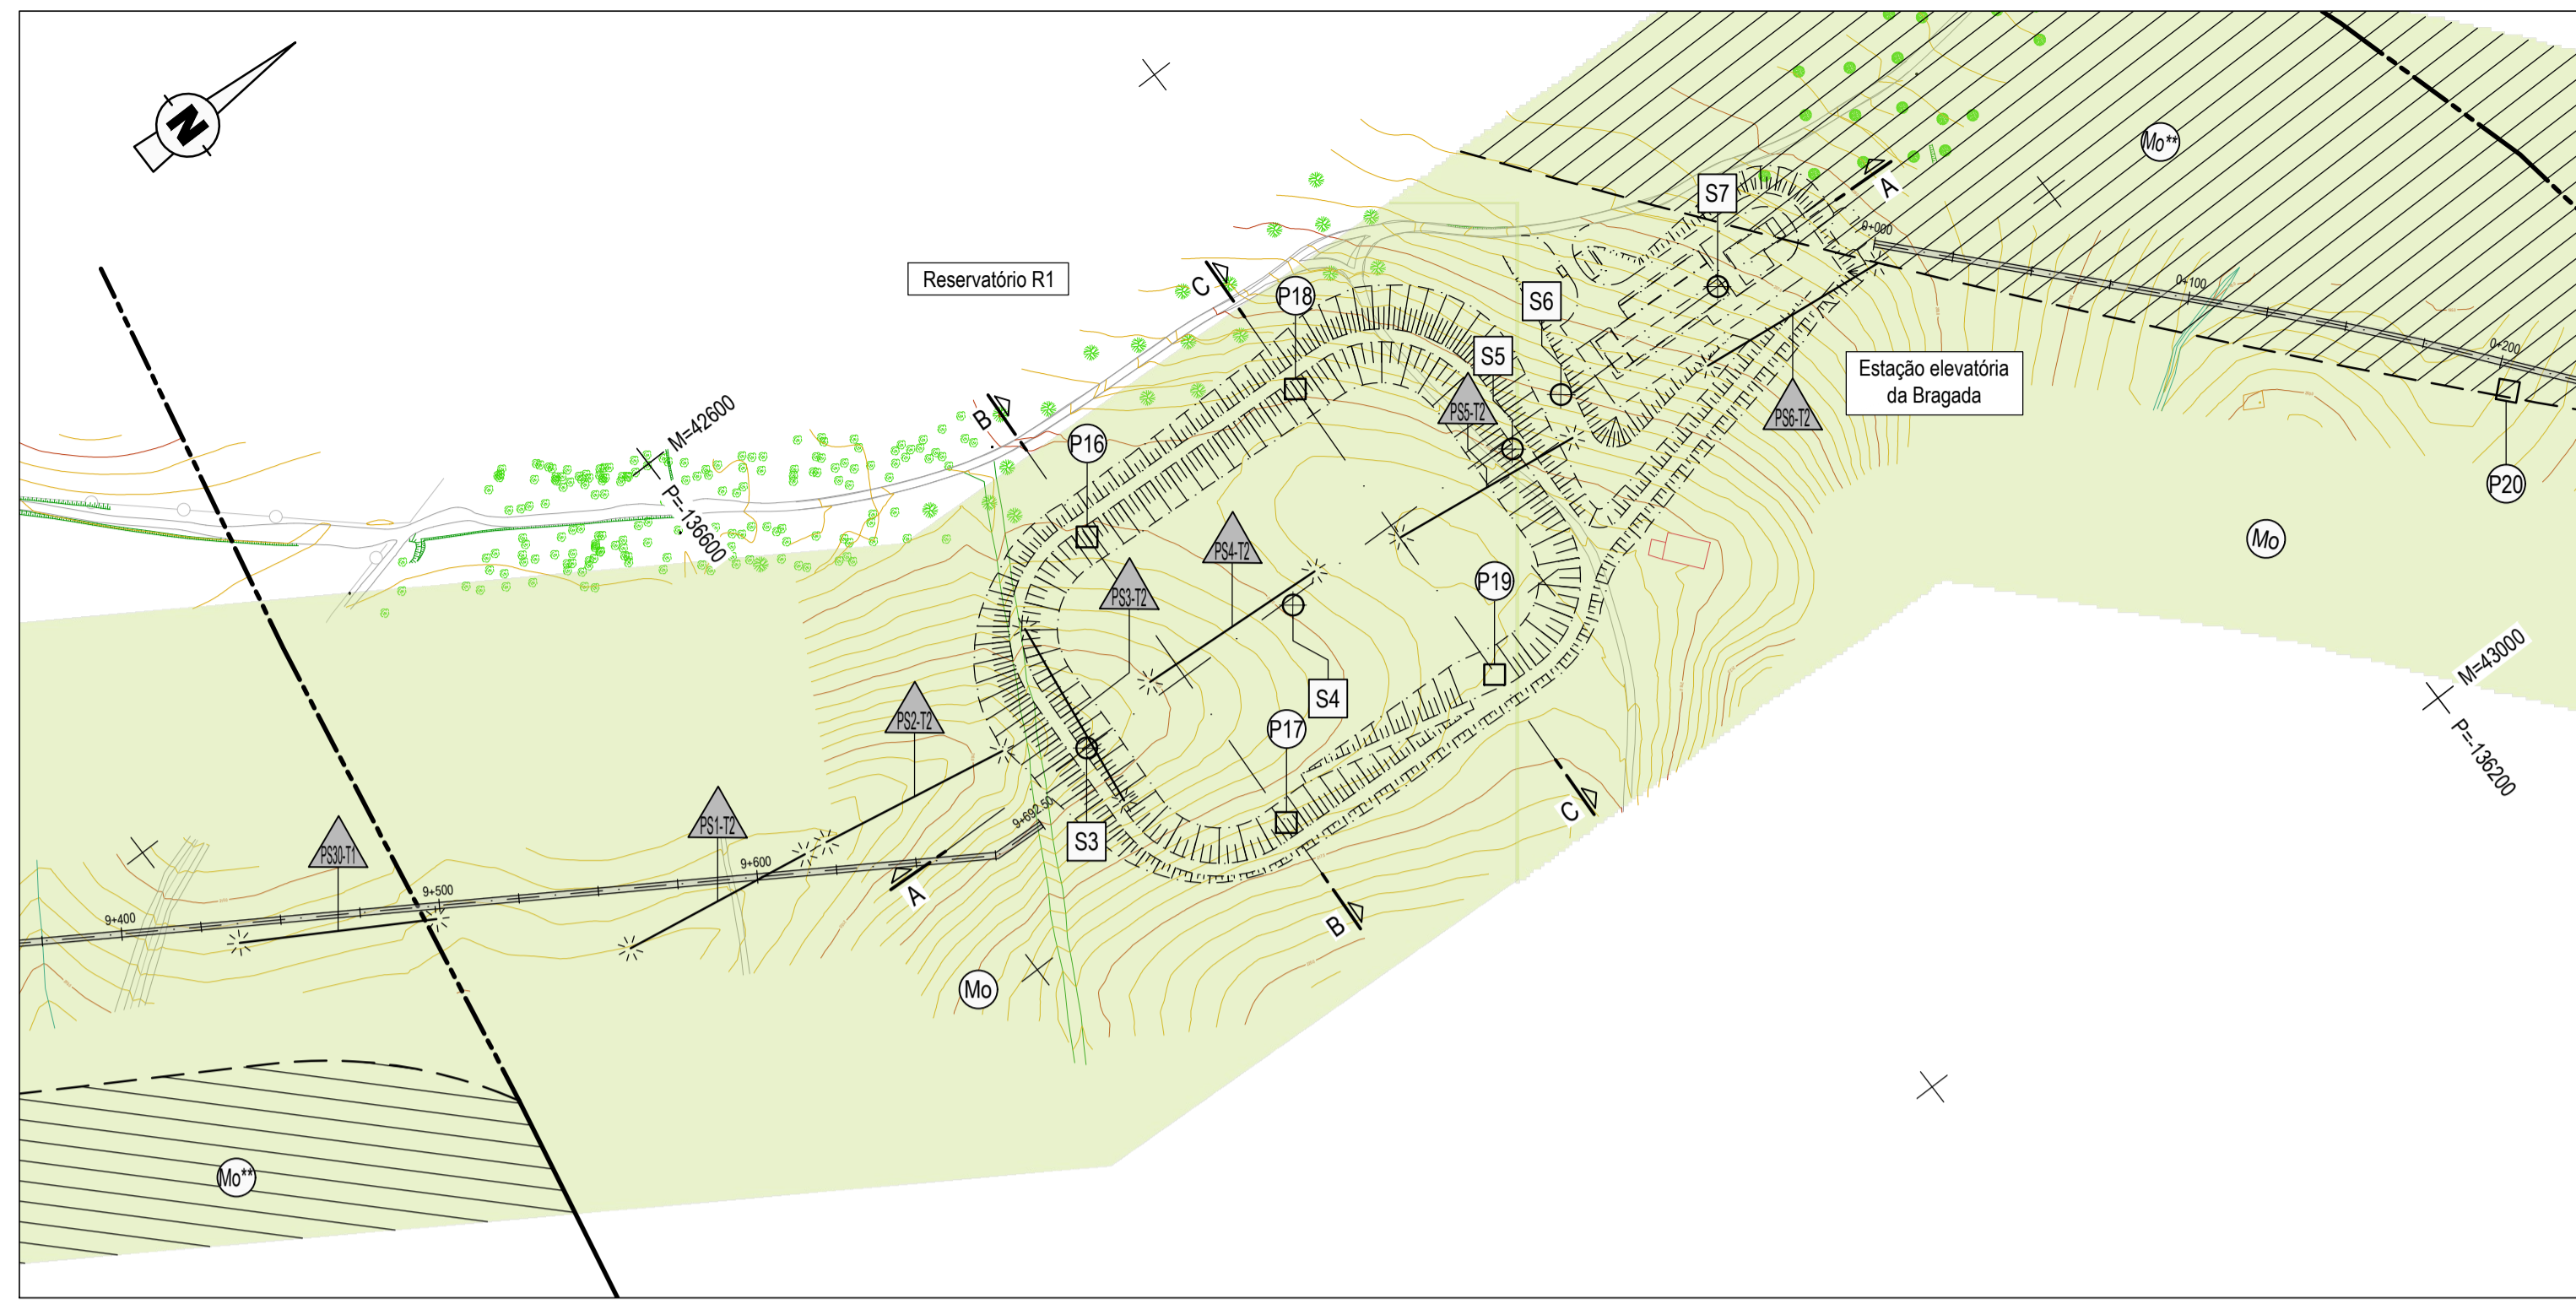 N
Mo**
A
S7
9+000
Reservatório R1
C
P18
S6
0+100
S5
0+200
Estação elevatória
da Bragada
PS5-T2
PS6-T2
M=42600
B
P16
P=-136600
P20
Mo
PS4-T2
PS3-T2
P19
M=43000
P=-136200
S4
PS2-T2
P17
C
PS1-T2
9+692.50
S3
PS30-T1
9+600
A
9+500
9+400
B
Mo
Mo**